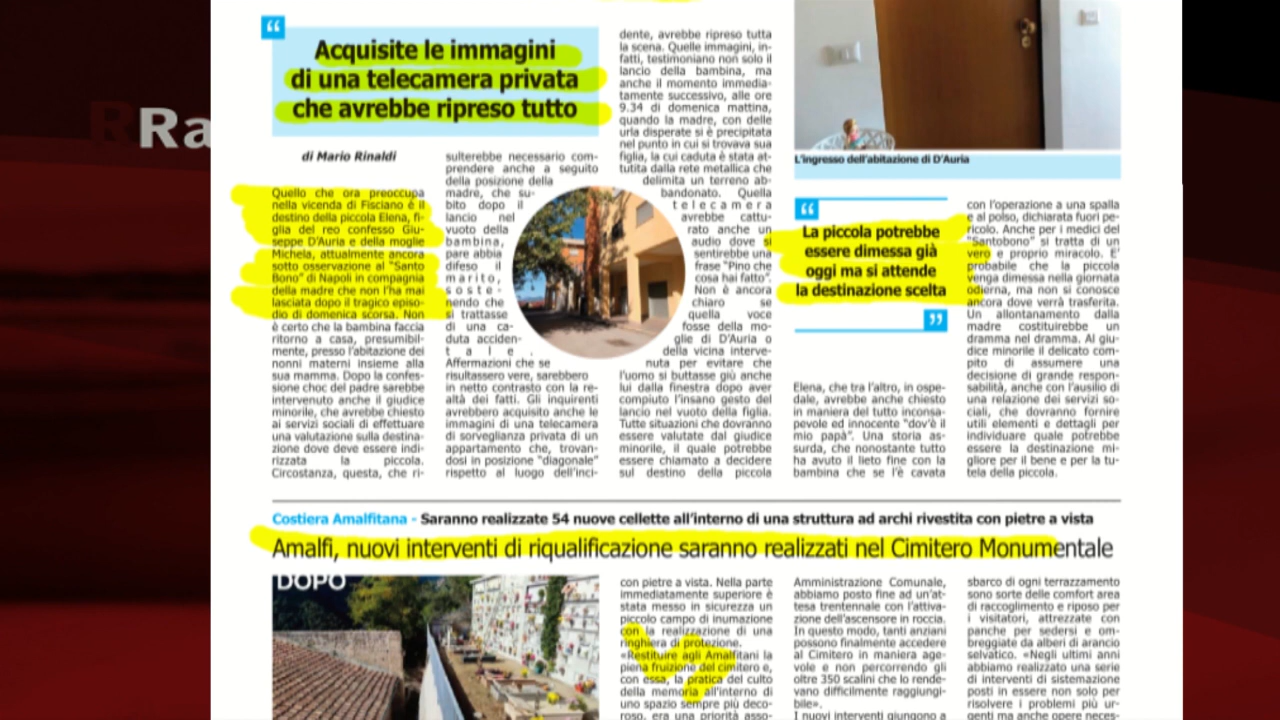 RRa
“
Acquisite le immagini
di una telecamera privata
che avrebbe ripreso tutto
di Mario Rinaldi
Quello che ora preoccupa
nella vicenda di Fisciano è il
destino della piccola Elena, fi-
glia del reo confesso Giu-
seppe D'Auria e della moglie
Michela, attualmente ancora
sotto osservazione al "Santo
Bono" di Napoli in compagnia
della madre che non l'ha mai
lasciata dopo il tragico episo-
dio di domenica scorsa. Non
è certo che la bambina faccia
ritorno a casa, presumibil-
mente, presso l'abitazione dei
nonni materni insieme alla
sua mamma. Dopo la confes-
sione choc del padre sarebbe
intervenuto anche il giudice
minorile, che avrebbe chiesto
ai servizi sociali di effettuare
una valutazione sulla destina-
zione dove deve essere indi-
rizzata la piccola.
Circostanza, questa, che ri-
sulterebbe necessario com-
prendere anche a seguito
della posizione della
madre, che su-
bito dopo il
lancio nel
vuoto della
bambina,
pare abbia
difeso il
marito,
soste-
nendo che
si trattasse
di una ca-
duta acciden-
tale.
Affermazioni che se
risultassero vere, sarebbero
in netto contrasto con la re-
altà dei fatti. Gli inquirenti
avrebbero acquisito anche le
immagini di una telecamera
di sorveglianza privata di un
appartamento che, trovan-
dosi in posizione "diagonale"
rispetto al luogo dell'inci-
dente, avrebbe ripreso tutta
la scena. Quelle immagini, in-
fatti, testimoniano non solo il
lancio della bambina, ma
anche il momento immedia-
tamente successivo, alle ore
9.34 di domenica mattina,
quando la madre, con delle
urla disperate si è precipitata
nel punto in cui si trovava sua
figlia, la cui caduta è stata at-
tutita dalla rete metallica che
delimita un terreno ab-
bandonato. Quella
telecamera
avrebbe cattu-
rato anche un
audio dove si
sentirebbe una
frase "Pino che
cosa hai fatto".
Non è ancora
chiaro se
quella voce
fosse della mo-
glie di D'Auria o
della vicina interve-
nuta per evitare che
l'uomo si buttasse giù anche
lui dalla finestra dopo aver
compiuto l'insano gesto del
lancio nel vuoto della figlia.
Tutte situazioni che dovranno
essere valutate dal giudice
minorile, il quale potrebbe
essere chiamato a decidere
sul destino della piccola
L'ingresso dell'abitazione di D'Auria
“
La piccola potrebbe
essere dimessa già
oggi ma si attende
la destinazione scelta
”
Elena, che tra l'altro, in ospe-
dale, avrebbe anche chiesto
in maniera del tutto inconsa-
pevole ed innocente "dov'è il
mio papà". Una storia as-
surda, che nonostante tutto
ha avuto il lieto fine con la
bambina che se l'è cavata
con l'operazione a una spalla
e al polso, dichiarata fuori pe-
ricolo. Anche per i medici del
"Santobono" si tratta di un
vero e proprio miracolo. E'
probabile che la piccola
venga dimessa nella giornata
odierna, ma non si conosce
ancora dove verrà trasferita.
Un allontanamento dalla
madre costituirebbe un
dramma nel dramma. Al giu-
dice minorile il delicato com-
pito di assumere una
decisione di grande respon-
sabilità, anche con l'ausilio di
una relazione dei servizi so-
ciali, che dovranno fornire
utili elementi e dettagli per
individuare quale potrebbe
essere la destinazione mi-
gliore per il bene e per la tu-
tela della piccola.
Costiera Amalfitana - Saranno realizzate 54 nuove cellette all'interno di una struttura ad archi rivestita con pietre a vista
Amalfi, nuovi interventi di riqualificazione saranno realizzati nel Cimitero Monumentale
DOPO
con pietre a vista. Nella parte
immediatamente superiore è
stata messo in sicurezza un
piccolo campo di inumazione
con la realizzazione di una
ringhiera di protezione.
«Restituire agli Amalfitani la
piena fruizione del cimitero e,
con essa, la pratica del culto
della memoria all'interno di
uno spazio sempre più deco-
roso, era una priorità asso-
Amministrazione Comunale,
abbiamo posto fine ad un'at-
tesa trentennale con l'attiva-
zione dell'ascensore in roccia.
In questo modo, tanti anziani
possono finalmente accedere
al Cimitero in maniera age-
vole e non percorrendo gli
oltre 350 scalini che lo rende-
vano difficilmente raggiungi-
bile».
I nuovi interventi giungono a
sbarco di ogni terrazzamento
sono sorte delle comfort area
di raccoglimento e riposo per
i visitatori, attrezzate con
panche per sedersi e om-
breggiate da alberi di arancio
selvatico. «Negli ultimi anni
abbiamo realizzato una serie
di interventi di sistemazione
posti in essere non solo per
risolvere i problemi più ur-
genti ma anche opere neces-